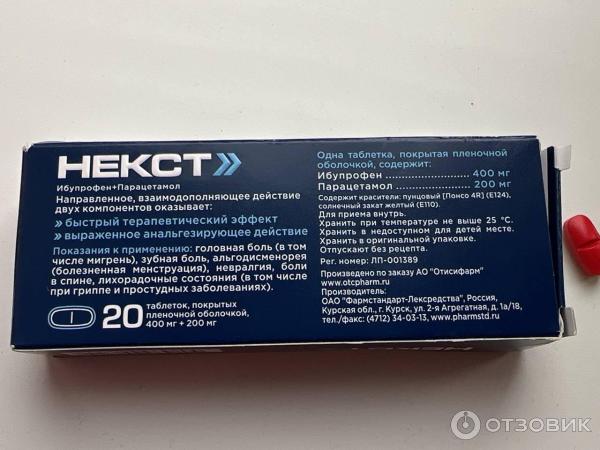 НЕКСТ
Ибупрофен+Парацетамол
Направленное, взаимодополняющее действие
двух компонентов оказывает:
» быстрый терапевтический эффект
» выраженное анальгезирующее действие
Показания к применению: головная боль (в том
числе мигрень), зубная боль, альгодисменорея
(болезненная менструация), невралгия, боли
в спине, лихорадочные состояния (в том числе
при гриппе и простудных заболеваниях).
20 таблеток, покрытых
пленочной оболочкой,
400 мг + 200 мг
Одна таблетка, покрытая пленочной
оболочкой, содержит:
Ибупрофен ........ 400 мг
Парацетамол ........ 200 мг
Содержит красители: пунцовый [Понсо 4R] (Е124),
солнечный закат желтый (Е110).
Для приема внутрь.
Хранить при температуре не выше 25 °С.
Хранить в недоступном для детей месте.
Хранить в оригинальной упаковке.
Отпускают без рецепта.
Рег. номер: ЛП-001389
Произведено по заказу АО «Отисифарм»
www.otcpharm.ru
Производитель:
ОАО "Фармстандарт-Лексредства", Россия,
Курская обл., г. Курск, ул. 2-я Агрегатная, д. 1а/18,
тел./факс: (4712) 34-03-13, www.pharmstd.ru
ОТЗОВИК